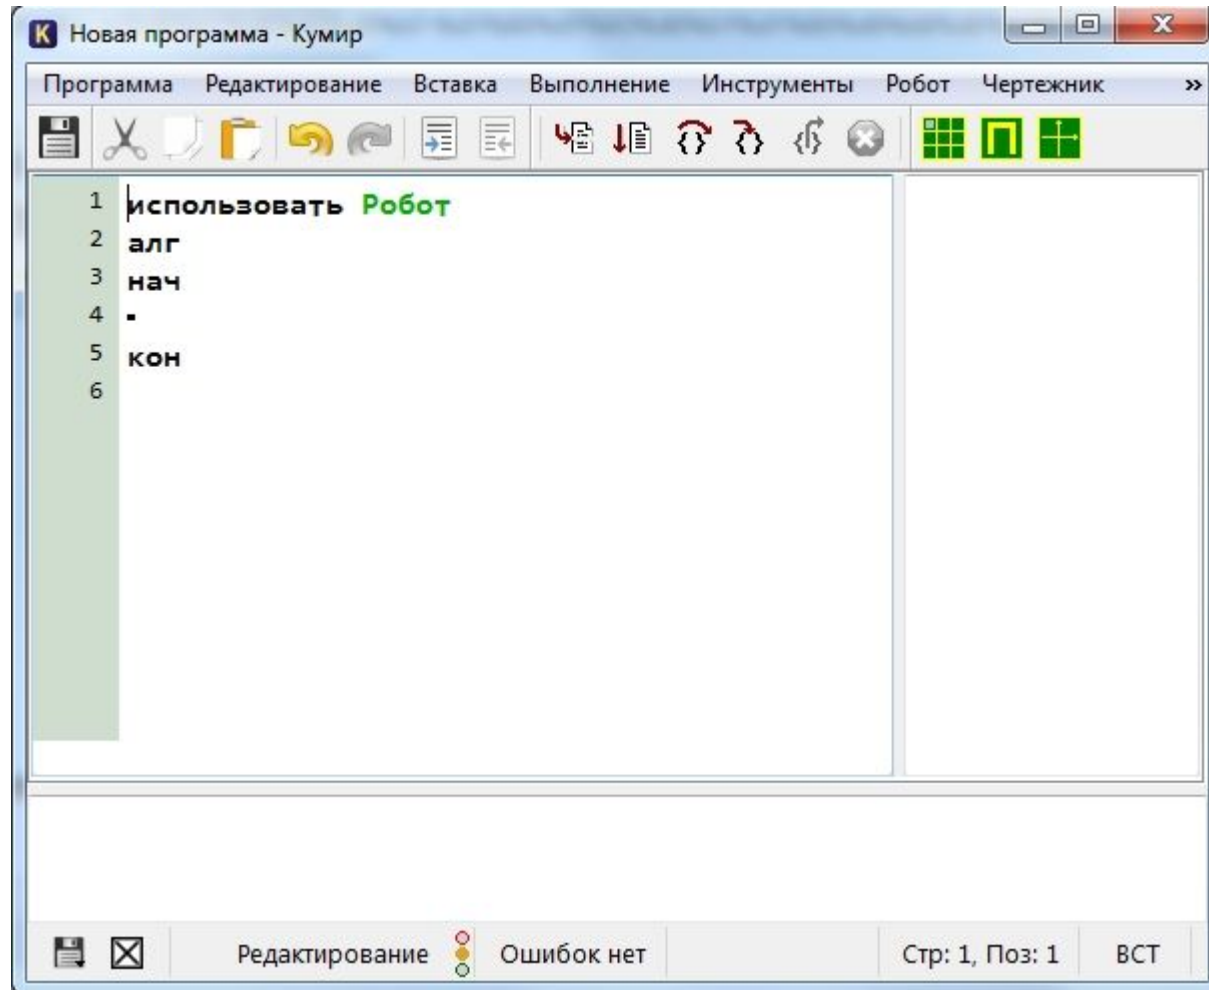 Новая программа - Кумир
Программа Редактирование Вставка Выполнение Инструменты Робот Чертежник »
1 использовать Робот
2 алг
3 нач
4 ▪
5 кон
6
Редактирование Ошибок нет Стр: 1, Поз: 1 ВСТ